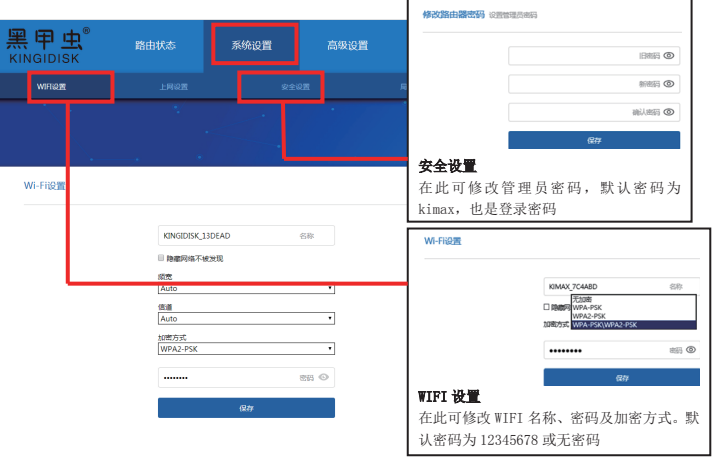 黑甲虫®
KINGIDISK
路由状态
系统设置
高级设置
WIFI设置
上网设置
安全设置
Wi-Fi设置
KINGIDISK_13DEAD
名称
隐藏网络不被发现
频宽
Auto
信道
Auto
加密方式
WPA2-PSK
••••••••
密码
保存
修改路由器密码 设置管理员密码
旧密码
新密码
确认密码
保存
安全设置
在此可修改管理员密码，默认密码为
kimax，也是登录密码
Wi-Fi设置
KIMAX_7C4ABD
名称
无加密
隐藏网 WPA-PSK
WPA2-PSK
加密方式 WPA-PSK\WPA2-PSK
••••••••
密码
保存
WIFI 设置
在此可修改 WIFI 名称、密码及加密方式。默
认密码为 12345678 或无密码